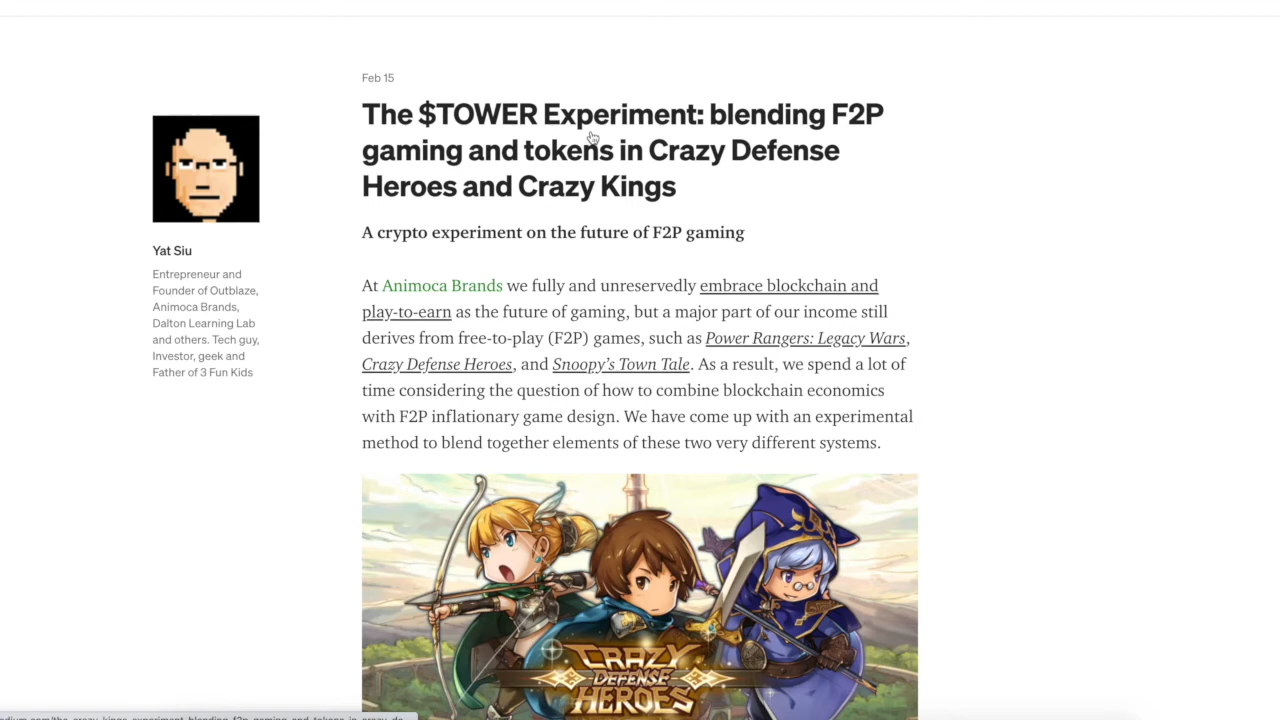 Feb 15
The $TOWER Experiment: blending F2P
gaming and tokens in Crazy Defense
Heroes and Crazy Kings
A crypto experiment on the future of F2P gaming
Yat Siu
Entrepreneur and
Founder of Outblaze,
Animoca Brands,
Dalton Learning Lab
and others. Tech guy,
Investor, geek and
Father of 3 Fun Kids
At Animoca Brands we fully and unreservedly embrace blockchain and
play-to-earn as the future of gaming, but a major part of our income still
derives from free-to-play (F2P) games, such as Power Rangers: Legacy Wars,
Crazy Defense Heroes, and Snoopy’s Town Tale. As a result, we spend a lot of
time considering the question of how to combine blockchain economics
with F2P inflationary game design. We have come up with an experimental
method to blend together elements of these two very different systems.
CRAZY
DEFENSE
HEROES